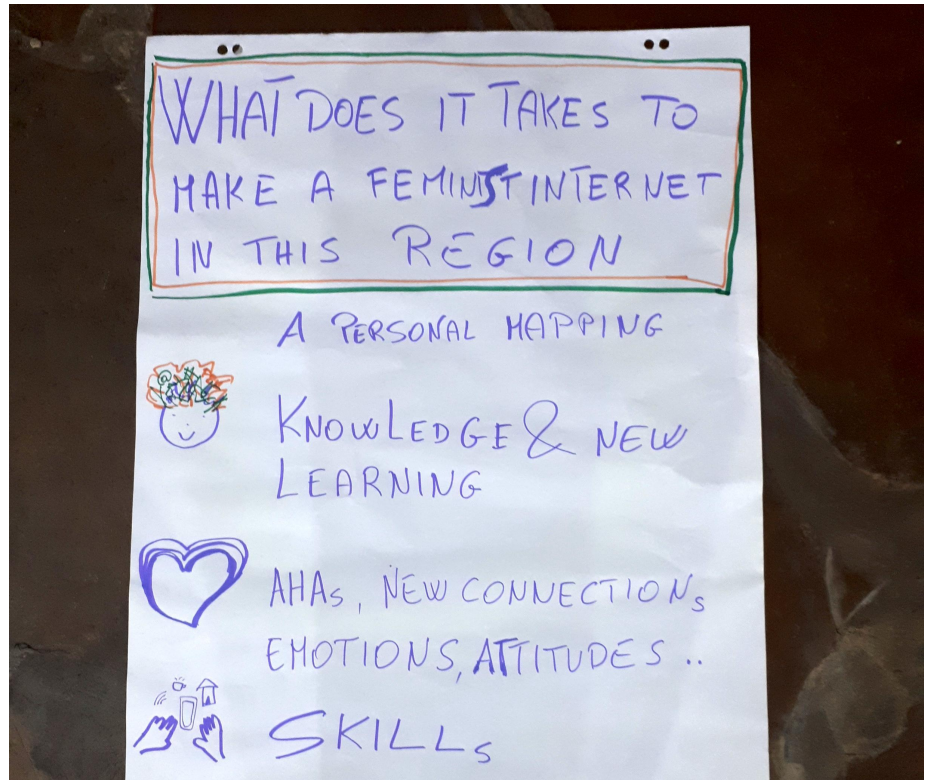 WHAT DOES IT TAKES TO
MAKE A FEMINIST INTERNET
IN THIS REGION
A PERSONAL MAPPING
KNOWLEDGE & NEW
LEARNING
AHAs, NEW CONNECTIONs
EMOTIONS, ATTITUDES ..
SKILLs